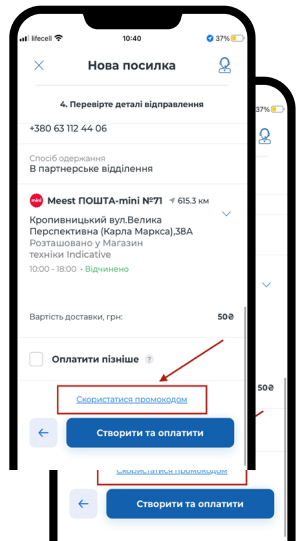 lifecell 10:40 37%
Нова посилка
4. Перевірте деталі відправлення
+380 63 112 44 06
Спосіб одержання
В партнерське відділення
mini Meest ПОШТА-mini №71 615.3 км
Кропивницький вул.Велика
Перспективна (Карла Маркса),38А
Розташовано у Магазин
техніки Indicative
10:00 - 18:00 • Відчинено
Вартість доставки, грн: 50₴
Оплатити пізніше ?
Скористатися промокодом
Створити та оплатити
37%
50₴
Скористатися промокодом
Створити та оплатити